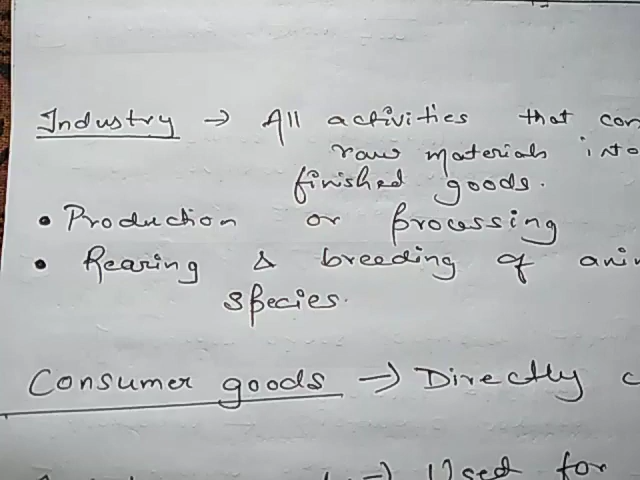 Industry → All activities that con
raw materials into
finished goods.
• Production or processing
• Rearing & breeding of anim
species.
Consumer goods → Directly c
→ Used for